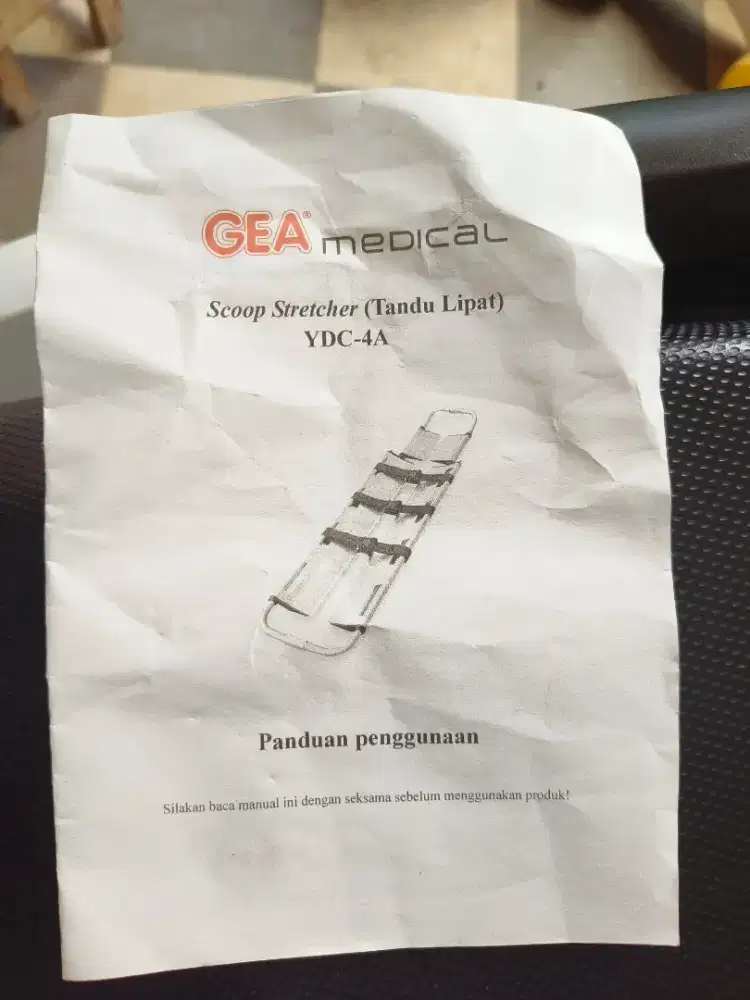 GEA® MEDICAL
Scoop Stretcher (Tandu Lipat)
YDC-4A
Panduan penggunaan
Silakan baca manual ini dengan seksama sebelum menggunakan produk!